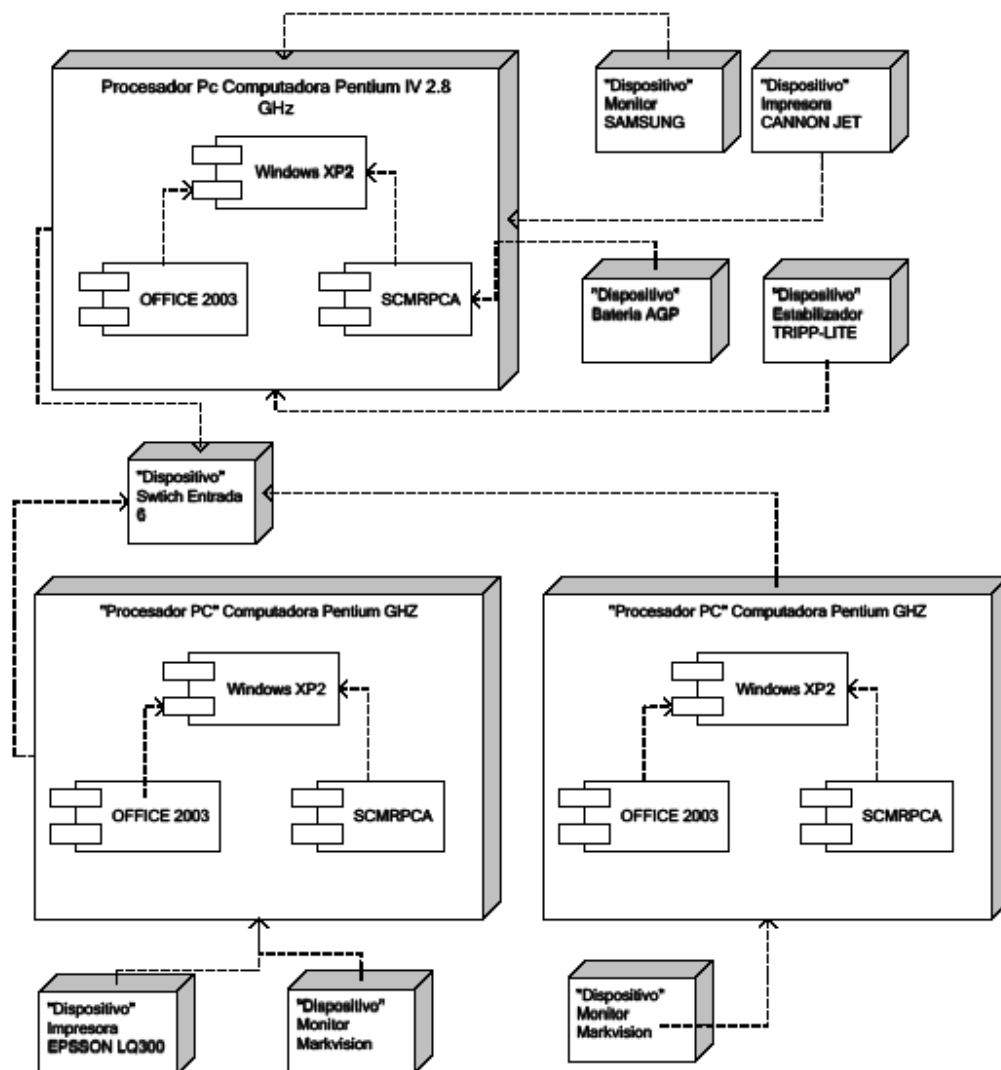 Procesador Pc Computadora Pentium IV 2.8
GHz
Windows XP2
OFFICE 2003
SCMRPCA
"Dispositivo"
Monitor
SAMSUNG
"Dispositivo"
Impresora
CANNON JET
"Dispositivo"
Bateria AGP
"Dispositivo"
Estabilizador
TRIPP-LITE
"Dispositivo"
Swtich Entrada
6
"Procesador PC" Computadora Pentium GHZ
Windows XP2
OFFICE 2003
SCMRPCA
"Procesador PC" Computadora Pentium GHZ
Windows XP2
OFFICE 2003
SCMRPCA
"Dispositivo"
Impresora
EPSSON LQ300
"Dispositivo"
Monitor
Markvision
"Dispositivo"
Monitor
Markvision